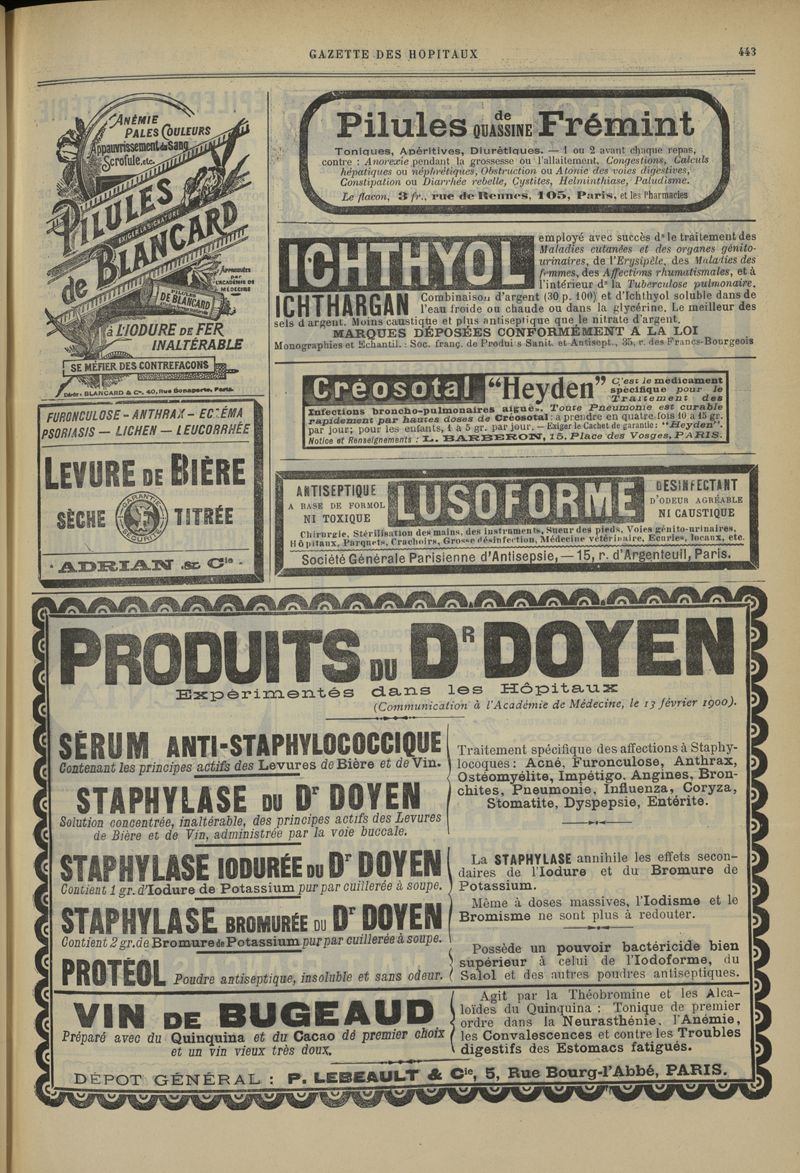 GAZETTE DES HOPITAUX
443
ANÉMIE
PALES COULEURS
Appauvrissement du Sang
Scrofule, etc.
PILULES
EXIGER LA SIGNATURE
de BLANCARD
Approuvées
par
L'ACADÉMIE DE
MÉDECINE
PILULES
DE BLANCARD
à L'IODURE DE FER
INALTÉRABLE
SE MÉFIER DES CONTREFAÇONS
Dépôt: BLANCARD & Cie, 40, Rue Bonaparte, Paris.
FURONCULOSE - ANTHRAX - ECZÉMA
PSORIASIS — LICHEN — LEUCORRHÉE
LEVURE DE BIÈRE
SÈCHE
GARANTIE
SÉCURITÉ
TITRÉE
- ADRIAN & Cie -
Pilules de QUASSINE Frémint
Toniques, Apéritives, Diurétiques. — 1 ou 2 avant chaque repas,
contre : Anorexie pendant la grossesse ou l'allaitement, Congestions, Calculs
hépatiques ou néphrétiques, Obstruction ou Atonie des voies digestives,
Constipation ou Diarrhée rebelle, Cystites, Helminthiase, Paludisme.
Le flacon, 3 fr., rue de Rennes, 105, Paris, et les Pharmacies
ICHTHYOL
employé avec succès ds le traitement des
Maladies cutanées et des organes génito-
urinaires, de l'Erysipèle, des Maladies des
femmes, des Affections rhumatismales, et à
l'intérieur ds la Tuberculose pulmonaire.
ICHTHARGAN
Combinaison d'argent (30 p. 100) et d'Ichthyol soluble dans de
l'eau froide ou chaude ou dans la glycérine. Le meilleur des
sels d'argent. Moins caustique et plus antiseptique que le nitrate d'argent.
MARQUES DÉPOSÉES CONFORMÉMENT A LA LOI
Monographies et Echantil. : Soc. franç. de Produits Sanit. et Antisept., 35, r. des Francs-Bourgeois
Créosotal "Heyden"
C'est le médicament
spécifique pour le
Traitement des
Infections broncho-pulmonaires aiguës. Toute Pneumonie est curable
rapidement par hautes doses de Créosotal : à prendre en quatre fois 10 à 15 gr.
par jour; pour les enfants, 1 à 5 gr. par jour. — Exiger le Cachet de garantie : "Heyden".
Notice et Renseignements : L. BARBERON, 15, Place des Vosges, PARIS.
ANTISEPTIQUE
A BASE DE FORMOL
NI TOXIQUE
LUSOFORME
DESINFECTANT
D'ODEUR AGRÉABLE
NI CAUSTIQUE
Chirurgie, Stérilisation des mains, des instruments, Sueur des pieds, Voies génito-urinaires,
Hôpitaux, Parquets, Crachoirs, Grosse désinfection, Médecine vétérinaire, Ecuries, locaux, etc.
Société Générale Parisienne d'Antisepsie, — 15, r. d'Argenteuil, Paris.
PRODUITS DU DR DOYEN
Expérimentés dans les Hôpitaux
(Communication à l'Académie de Médecine, le 13 février 1900).
SÉRUM ANTI-STAPHYLOCOCCIQUE
Contenant les principes actifs des Levures de Bière et de Vin.
STAPHYLASE DU Dr DOYEN
Solution concentrée, inaltérable, des principes actifs des Levures
de Bière et de Vin, administrée par la voie buccale.
Traitement spécifique des affections à Staphy-
locoques : Acné, Furonculose, Anthrax,
Ostéomyélite, Impétigo, Angines, Bron-
chites, Pneumonie, Influenza, Coryza,
Stomatite, Dyspepsie, Entérite.
STAPHYLASE IODURÉE DU Dr DOYEN
Contient 1 gr. d'Iodure de Potassium pur par cuillerée à soupe.
STAPHYLASE BROMURÉE DU Dr DOYEN
Contient 2 gr. de Bromure de Potassium pur par cuillerée à soupe.
La STAPHYLASE annihile les effets secon-
daires de l'Iodure et du Bromure de
Potassium.
Même à doses massives, l'Iodisme et le
Bromisme ne sont plus à redouter.
PROTÉOL Poudre antiseptique, insoluble et sans odeur.
Possède un pouvoir bactéricide bien
supérieur à celui de l'Iodoforme, du
Salol et des autres poudres antiseptiques.
VIN DE BUGEAUD
Préparé avec du Quinquina et du Cacao de premier choix
et un vin vieux très doux.
Agit par la Théobromine et les Alca-
loïdes du Quinquina : Tonique de premier
ordre dans la Neurasthénie, l'Anémie,
les Convalescences et contre les Troubles
digestifs des Estomacs fatigués.
DÉPOT GÉNÉRAL : P. LEBEAULT & Cie, 5, Rue Bourg-l'Abbé, PARIS.